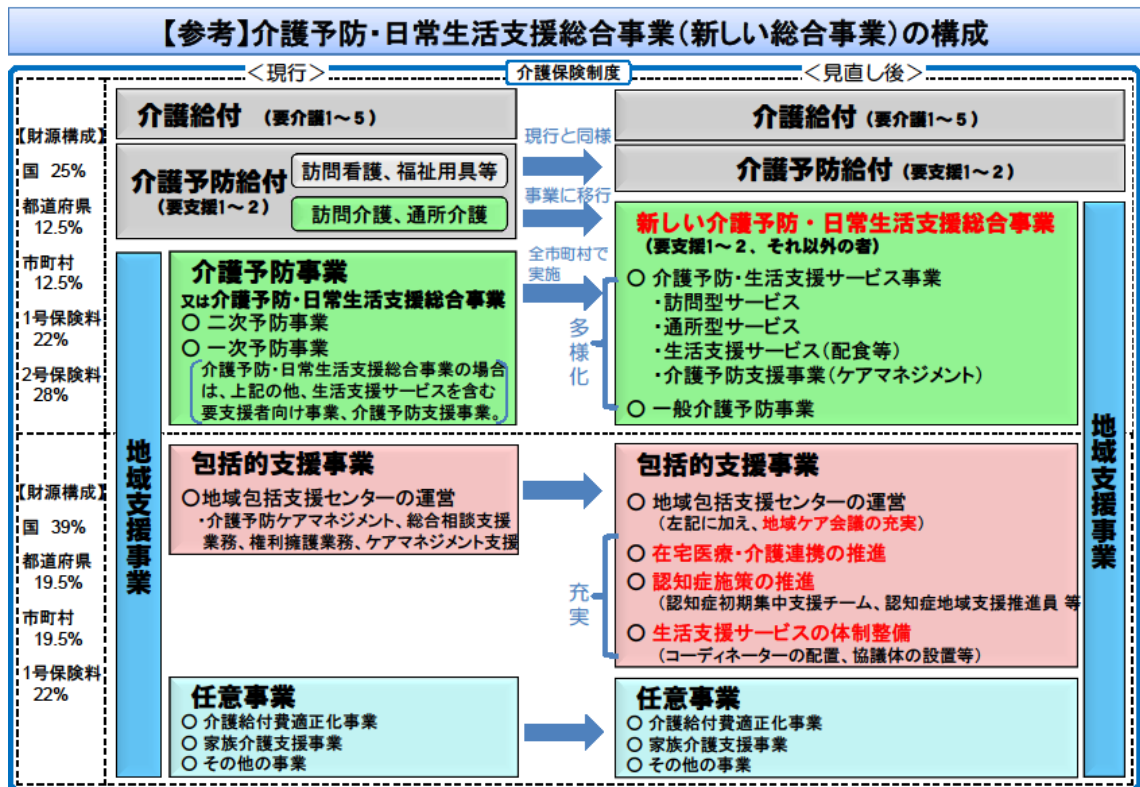 【参考】介護予防・日常生活支援総合事業(新しい総合事業)の構成
介護保険制度
<現行>
<見直し後>
【財源構成】
国 25%
都道府県
12.5%
市町村
12.5%
1号保険料
22%
2号保険料
28%
【財源構成】
国 39%
都道府県
19.5%
市町村
19.5%
1号保険料
22%
地域支援事業
介護給付 (要介護1~5)
介護予防給付
(要支援1~2)
訪問看護、福祉用具等
訪問介護、通所介護
介護予防事業
又は介護予防・日常生活支援総合事業
○ 二次予防事業
○ 一次予防事業
介護予防・日常生活支援総合事業の場合
は、上記の他、生活支援サービスを含む
要支援者向け事業、介護予防支援事業。
包括的支援事業
○地域包括支援センターの運営
・介護予防ケアマネジメント、総合相談支援
業務、権利擁護業務、ケアマネジメント支援
任意事業
○ 介護給付費適正化事業
○ 家族介護支援事業
○ その他の事業
現行と同様
事業に移行
全市町村で
実施
多様化
充実
介護給付 (要介護1~5)
介護予防給付 (要支援1~2)
新しい介護予防・日常生活支援総合事業
(要支援1~2、それ以外の者)
○ 介護予防・生活支援サービス事業
・訪問型サービス
・通所型サービス
・生活支援サービス(配食等)
・介護予防支援事業(ケアマネジメント)
○ 一般介護予防事業
包括的支援事業
○ 地域包括支援センターの運営
(左記に加え、地域ケア会議の充実)
○ 在宅医療・介護連携の推進
○ 認知症施策の推進
(認知症初期集中支援チーム、認知症地域支援推進員 等
○ 生活支援サービスの体制整備
(コーディネーターの配置、協議体の設置等)
任意事業
○ 介護給付費適正化事業
○ 家族介護支援事業
○ その他の事業
地域支援事業